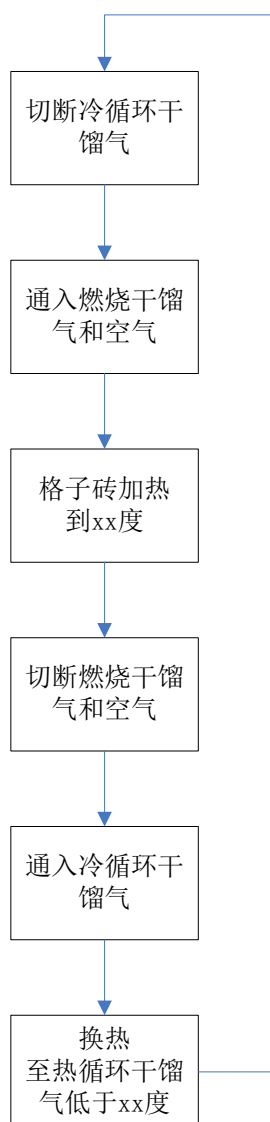 切断冷循环干
馏气
通入燃烧干馏
气和空气
格子砖加热
到xx度
切断燃烧干馏
气和空气
通入冷循环干
馏气
换热
至热循环干馏
气低于xx度